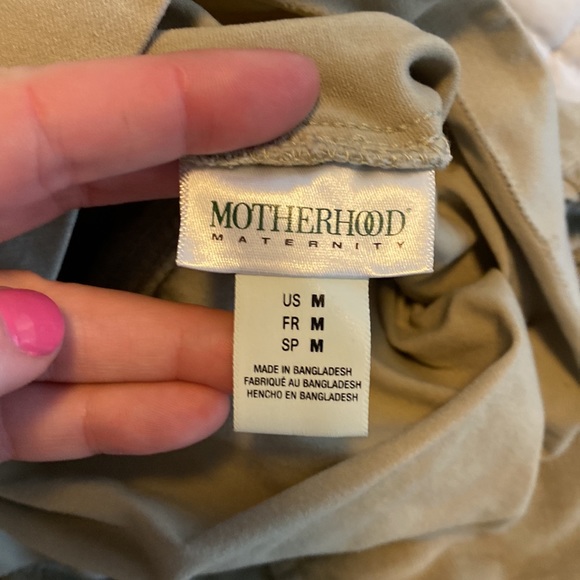 MOTHERHOOD
MATERNITY
US M
FR M
SP M
MADE IN BANGLADESH
FABRIQUÉ AU BANGLADESH
HENCHO EN BANGLADESH